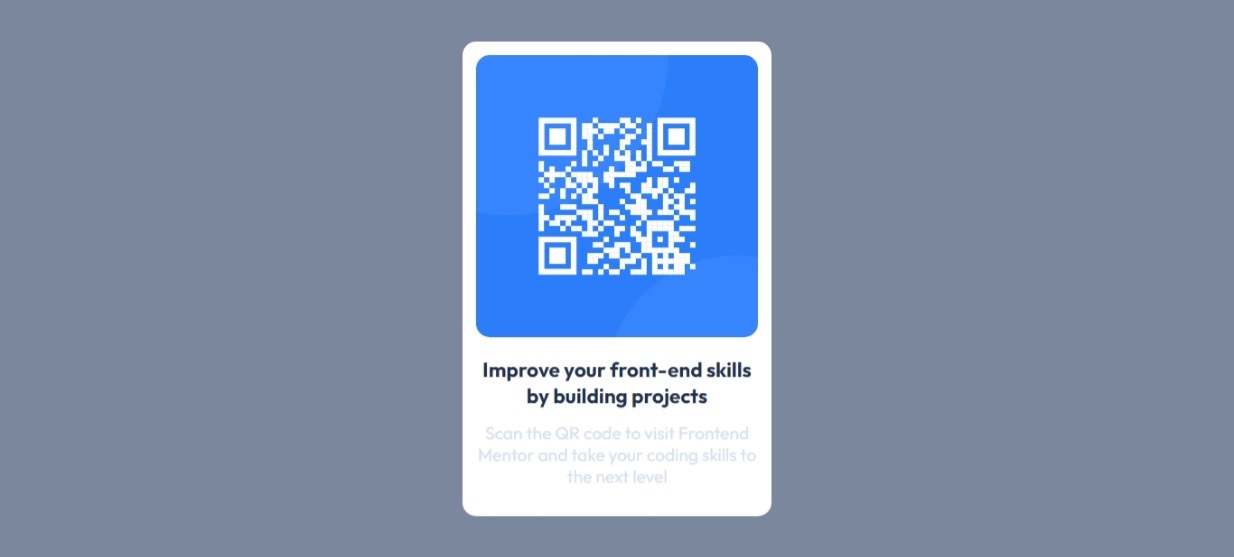 Improve your front-end skills
by building projects
Scan the QR code to visit Frontend
Mentor and take your coding skills to
the next level